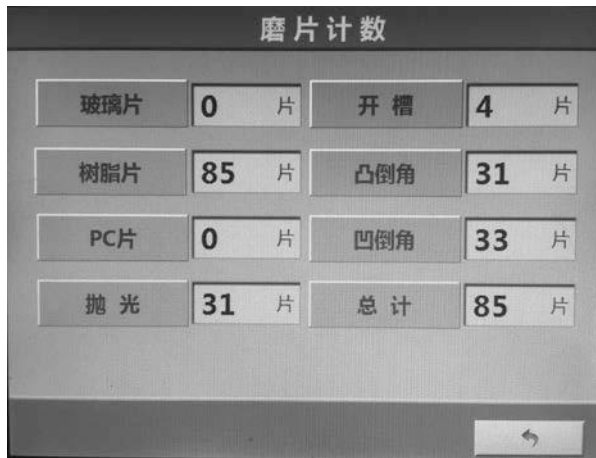 磨片计数
玻璃片 0 片 开 槽 4 片
树脂片 85 片 凸倒角 31 片
PC片 0 片 凹倒角 33 片
抛 光 31 片 总 计 85 片